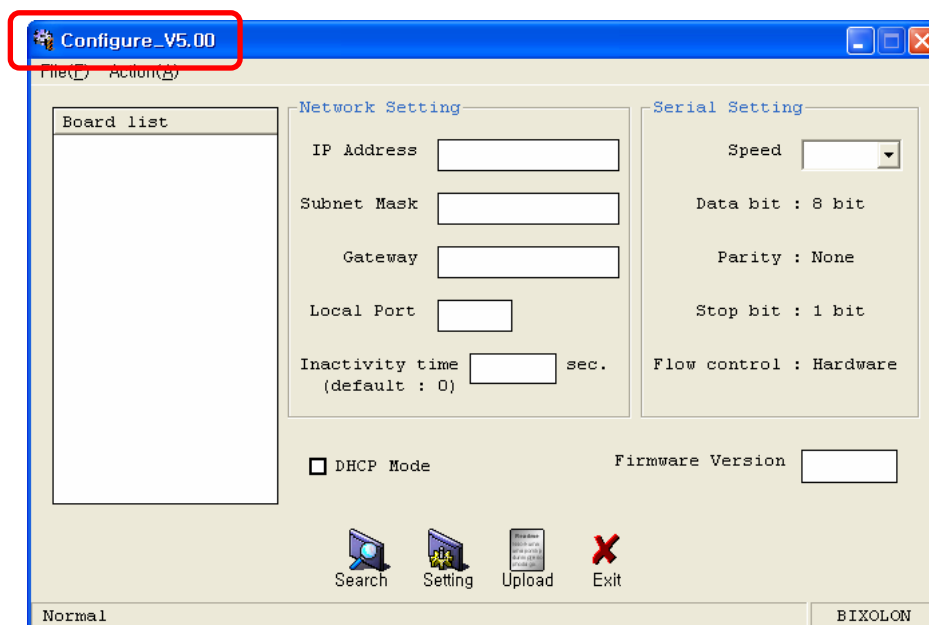 Configure_V5.00
File(F) Action(A)
Board list
Network Setting
IP Address
Subnet Mask
Gateway
Local Port
Inactivity time sec.
(default : 0)
Serial Setting
Speed
Data bit : 8 bit
Parity : None
Stop bit : 1 bit
Flow control : Hardware
DHCP Mode
Firmware Version
Search Setting Upload Exit
Normal BIXOLON